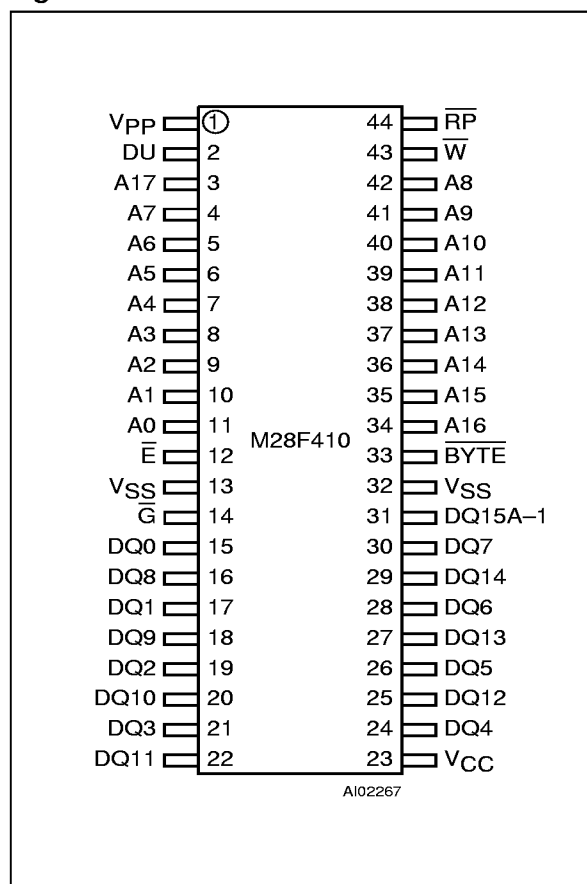 VPP 1 44 R̅P̅
DU 2 43 W̅
A17 3 42 A8
A7 4 41 A9
A6 5 40 A10
A5 6 39 A11
A4 7 38 A12
A3 8 37 A13
A2 9 36 A14
A1 10 35 A15
A0 11 34 A16
M28F410
E̅ 12 33 B̅Y̅T̅E̅
VSS 13 32 VSS
G̅ 14 31 DQ15A–1
DQ0 15 30 DQ7
DQ8 16 29 DQ14
DQ1 17 28 DQ6
DQ9 18 27 DQ13
DQ2 19 26 DQ5
DQ10 20 25 DQ12
DQ3 21 24 DQ4
DQ11 22 23 VCC
AI02267